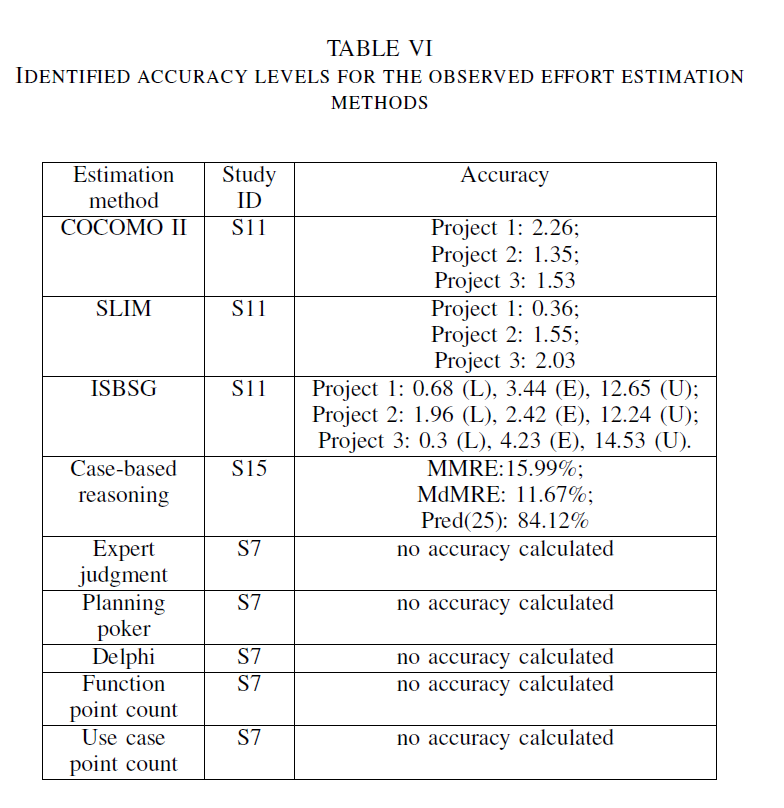 TABLE VI
IDENTIFIED ACCURACY LEVELS FOR THE OBSERVED EFFORT ESTIMATION
METHODS
Estimation method | Study ID | Accuracy
COCOMO II | S11 | Project 1: 2.26;
Project 2: 1.35;
Project 3: 1.53
SLIM | S11 | Project 1: 0.36;
Project 2: 1.55;
Project 3: 2.03
ISBSG | S11 | Project 1: 0.68 (L), 3.44 (E), 12.65 (U);
Project 2: 1.96 (L), 2.42 (E), 12.24 (U);
Project 3: 0.3 (L), 4.23 (E), 14.53 (U).
Case-based reasoning | S15 | MMRE:15.99%;
MdMRE: 11.67%;
Pred(25): 84.12%
Expert judgment | S7 | no accuracy calculated
Planning poker | S7 | no accuracy calculated
Delphi | S7 | no accuracy calculated
Function point count | S7 | no accuracy calculated
Use case point count | S7 | no accuracy calculated